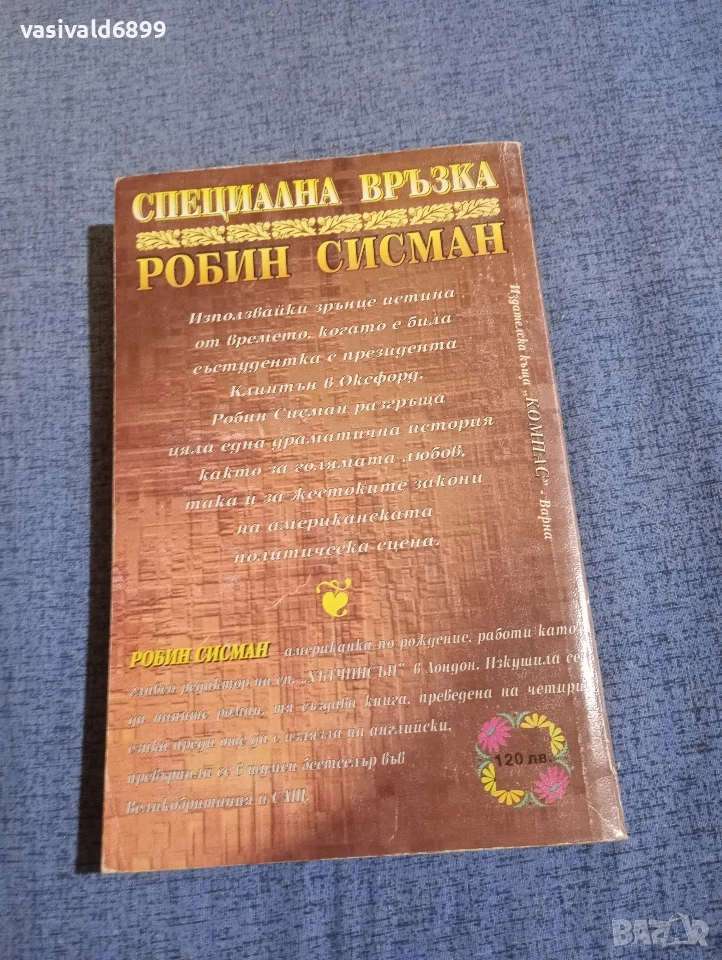 vasivald6899
СПЕЦИАЛНА ВРЪЗКА
РОБИН СИСМАН
Използвайки зрънце истина
от времето, когато е била
състудентка с президента
Клинтън в Оксфорд,
Робин Сисман разгръща
цяла една драматична история
както за голямата любов,
така и за жестоките закони
на американската
политическа сцена.
Издателска къща „КОМПАС" - Варна
РОБИН СИСМАН -американка по рождение, работи като
главен редактор на сп. „ХЪТЧИНСЪН" в Лондон. Изкушила се
да напише роман, тя създава книга, преведена на четири
езика преди още да е излязла на английски,
превърнала се в шумен бестселър във
Великобритания и САЩ.
120 лв.
BAZAR